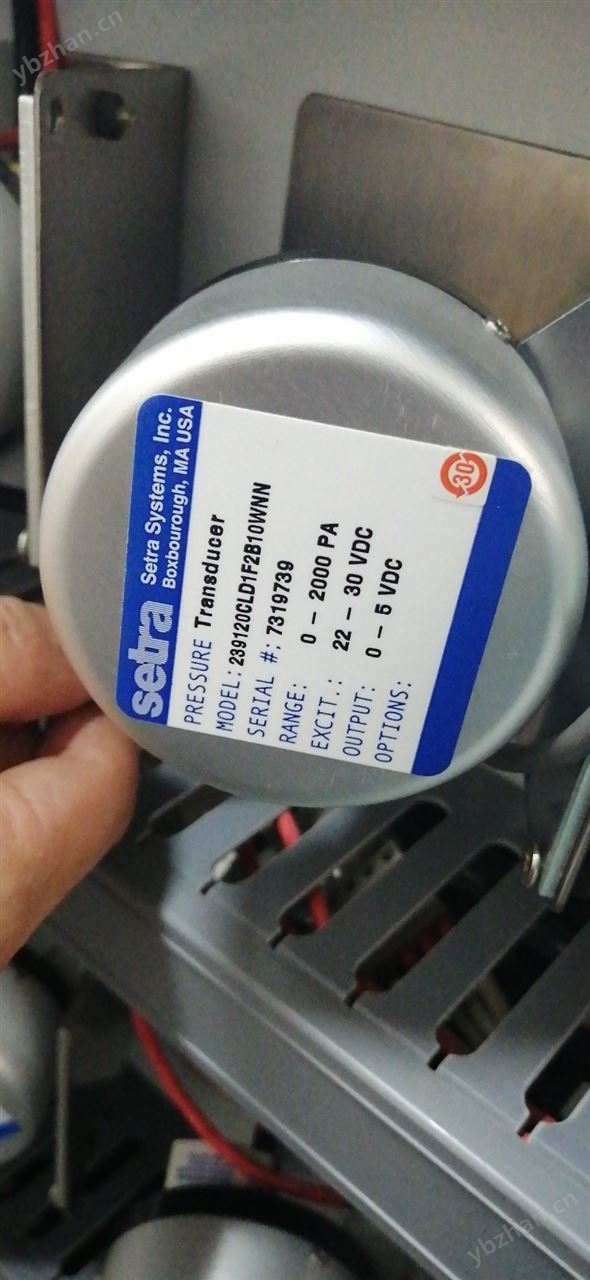 ybzhan.cn
setra Setra Systems, Inc.
Boxbourough, MA USA
PRESSURE Transducer
MODEL: 239120CLD1F2B10WNN
SERIAL #: 7319739
RANGE: 0 – 2000 PA
EXCIT.: 22 – 30 VDC
OUTPUT: 0 – 5 VDC
OPTIONS:
30
ybzhan.cn